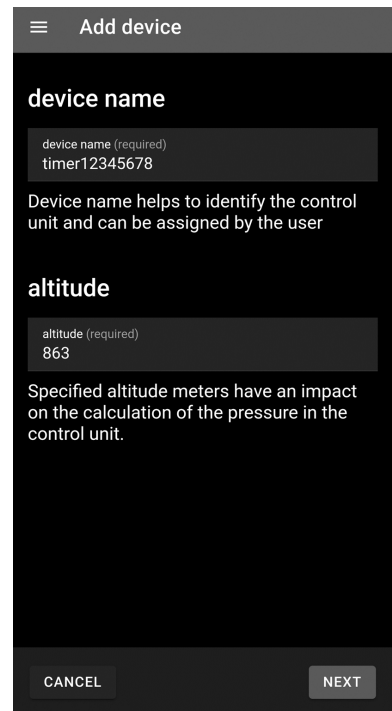 Add device
device name
device name (required)
timer12345678
Device name helps to identify the control
unit and can be assigned by the user
altitude
altitude (required)
863
Specified altitude meters have an impact
on the calculation of the pressure in the
control unit.
CANCEL
NEXT